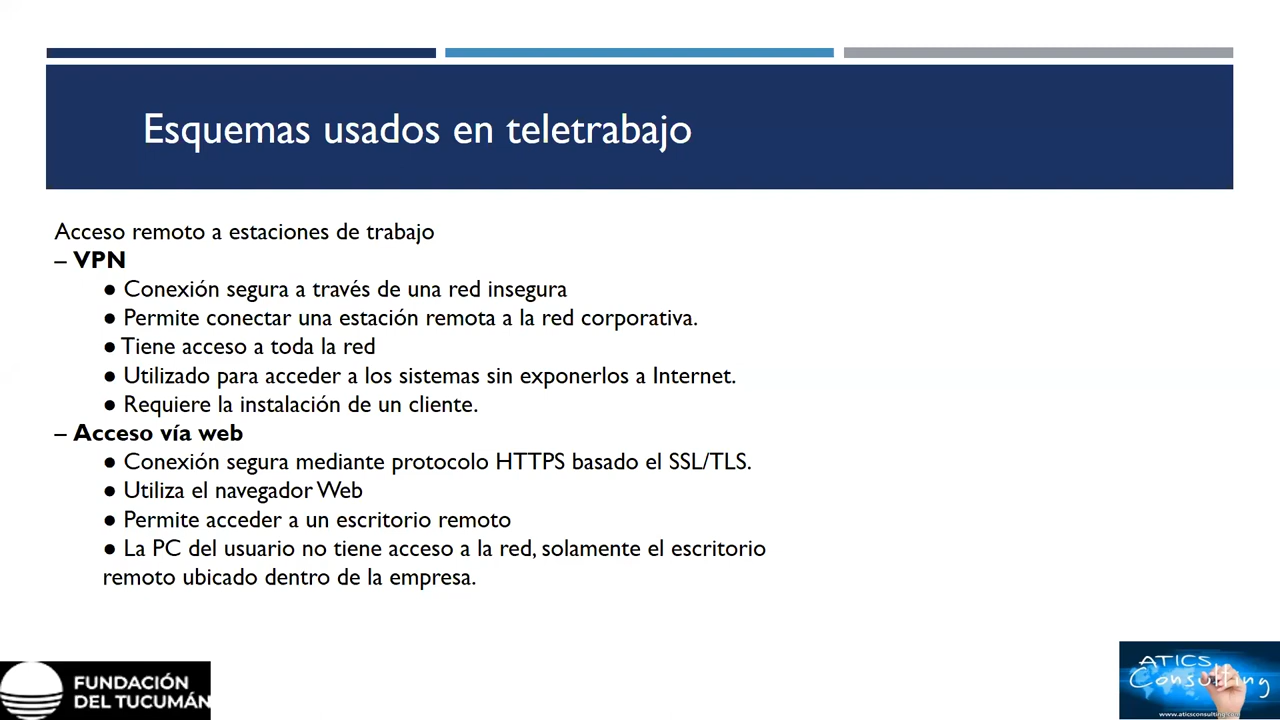 Esquemas usados en teletrabajo
Acceso remoto a estaciones de trabajo
– VPN
● Conexión segura a través de una red insegura
● Permite conectar una estación remota a la red corporativa.
● Tiene acceso a toda la red
● Utilizado para acceder a los sistemas sin exponerlos a Internet.
● Requiere la instalación de un cliente.
– Acceso vía web
● Conexión segura mediante protocolo HTTPS basado el SSL/TLS.
● Utiliza el navegador Web
● Permite acceder a un escritorio remoto
● La PC del usuario no tiene acceso a la red, solamente el escritorio
remoto ubicado dentro de la empresa.
FUNDACIÓN
DEL TUCUMÁN
ATICS
Consulting